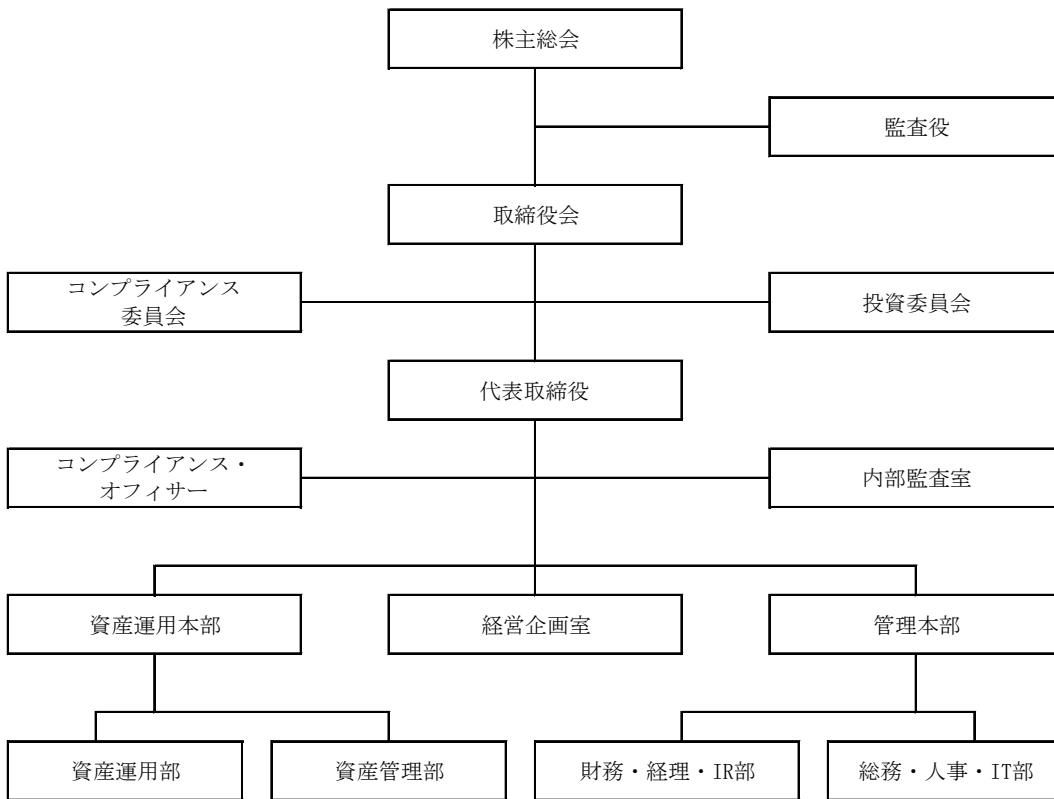 株主総会
監査役
取締役会
コンプライアンス
委員会
投資委員会
代表取締役
コンプライアンス・
オフィサー
内部監査室
資産運用本部
経営企画室
管理本部
資産運用部
資産管理部
財務・経理・IR部
総務・人事・IT部